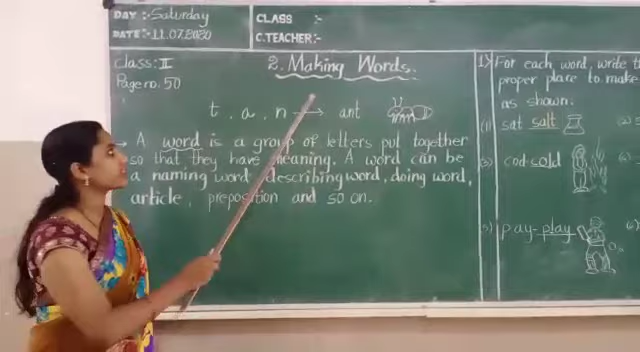 DAY :- Saturday
DATE :- 11.07.2020
CLASS :-
C.TEACHER:-
Class: II
Page no. 50
2. Making Words.
t , a , n → ant
A word is a group of letters put together
so that they have meaning. A word can be
a naming word describing word, doing word,
article, preposition and so on.
1) For each word, write t
proper place to make
as shown.
(1) sat salt
(3) cod-sold
5) pay-play